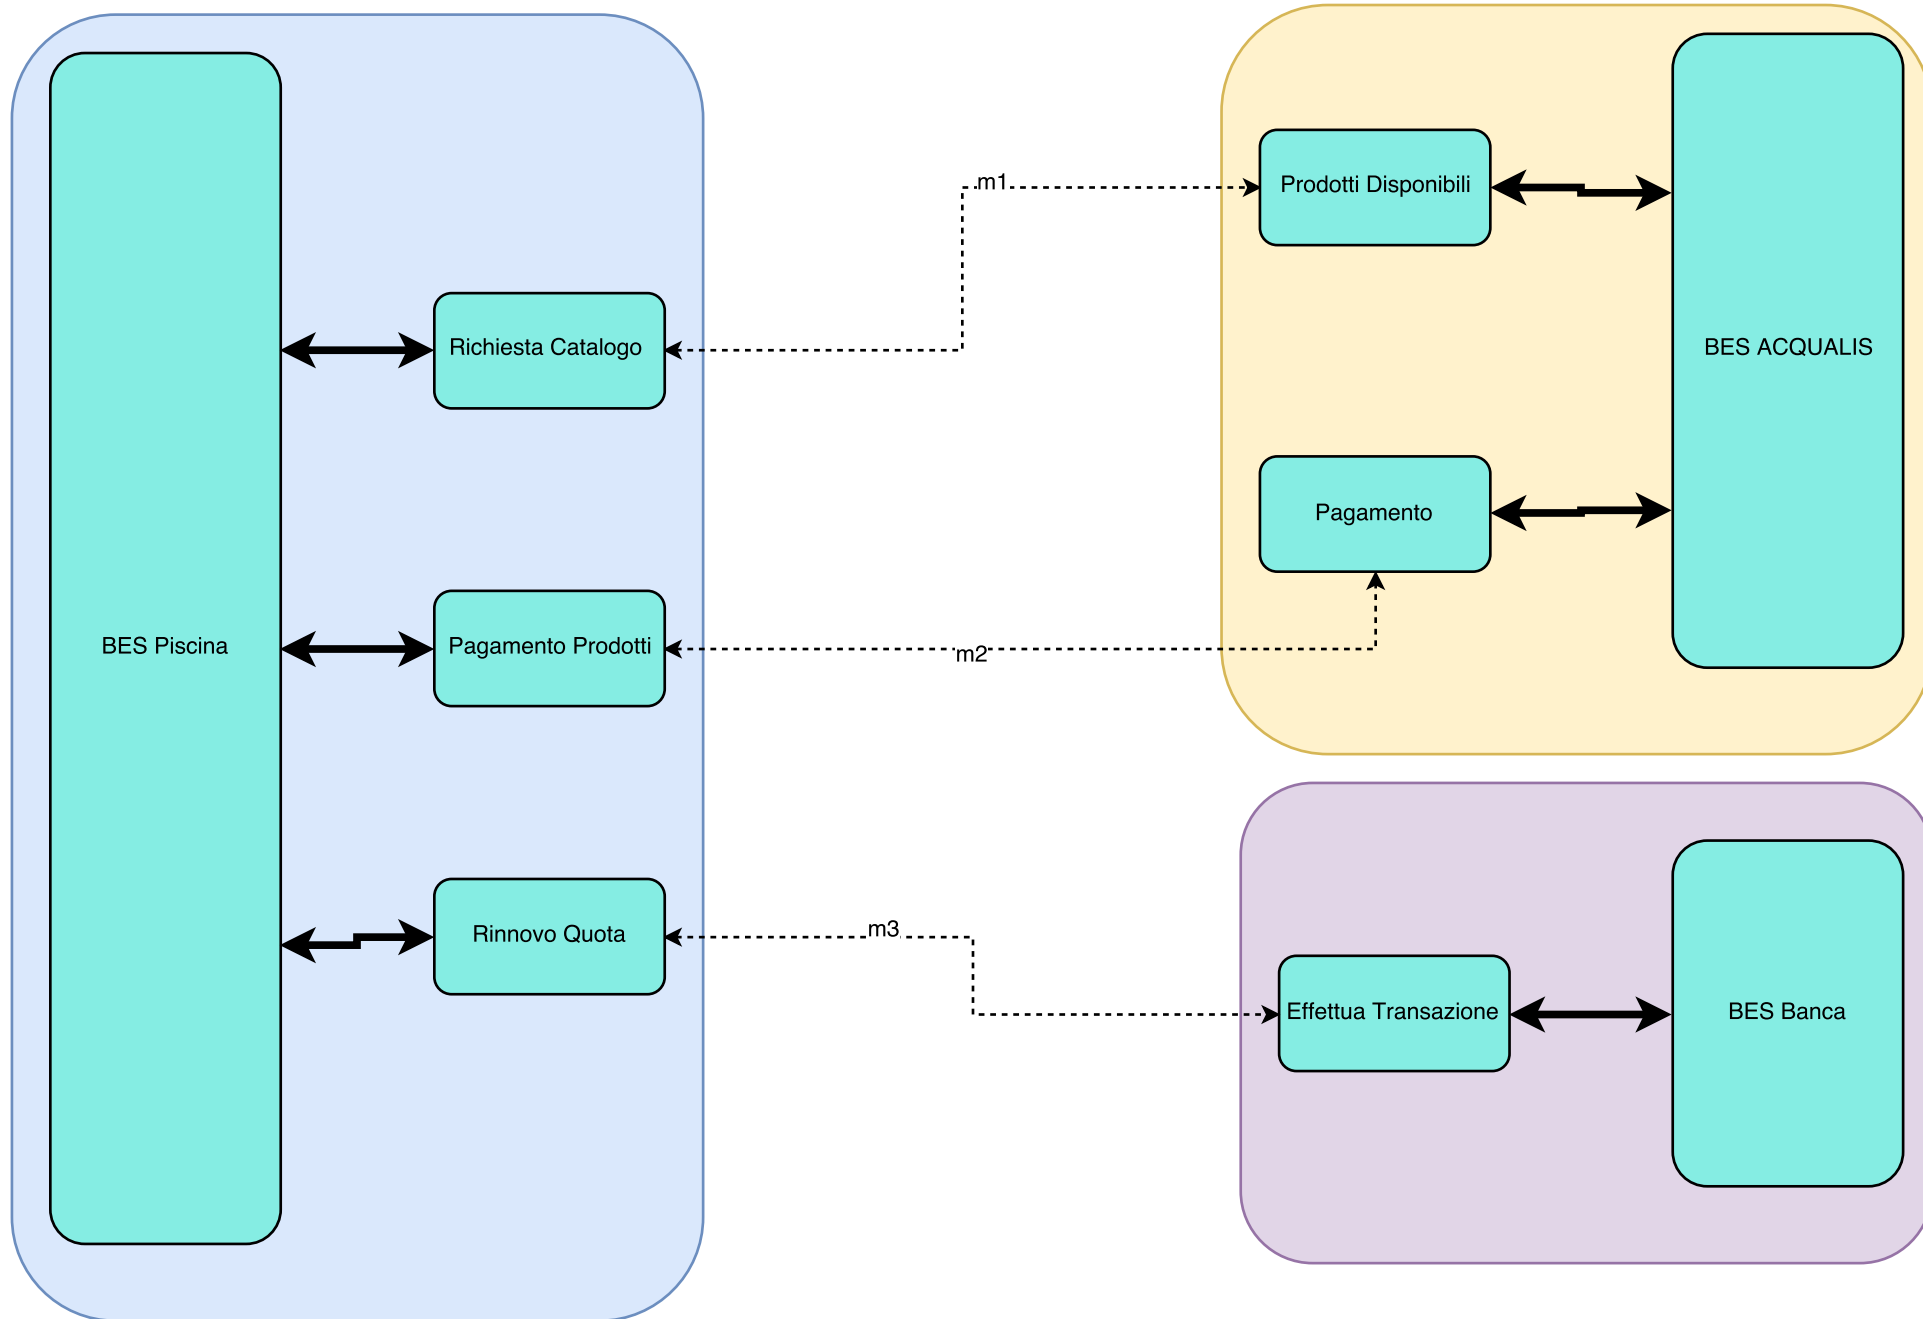 m1
Prodotti Disponibili
Richiesta Catalogo
BES ACQUALIS
Pagamento
BES Piscina
Pagamento Prodotti
m2
Rinnovo Quota
m3
Effettua Transazione
BES Banca